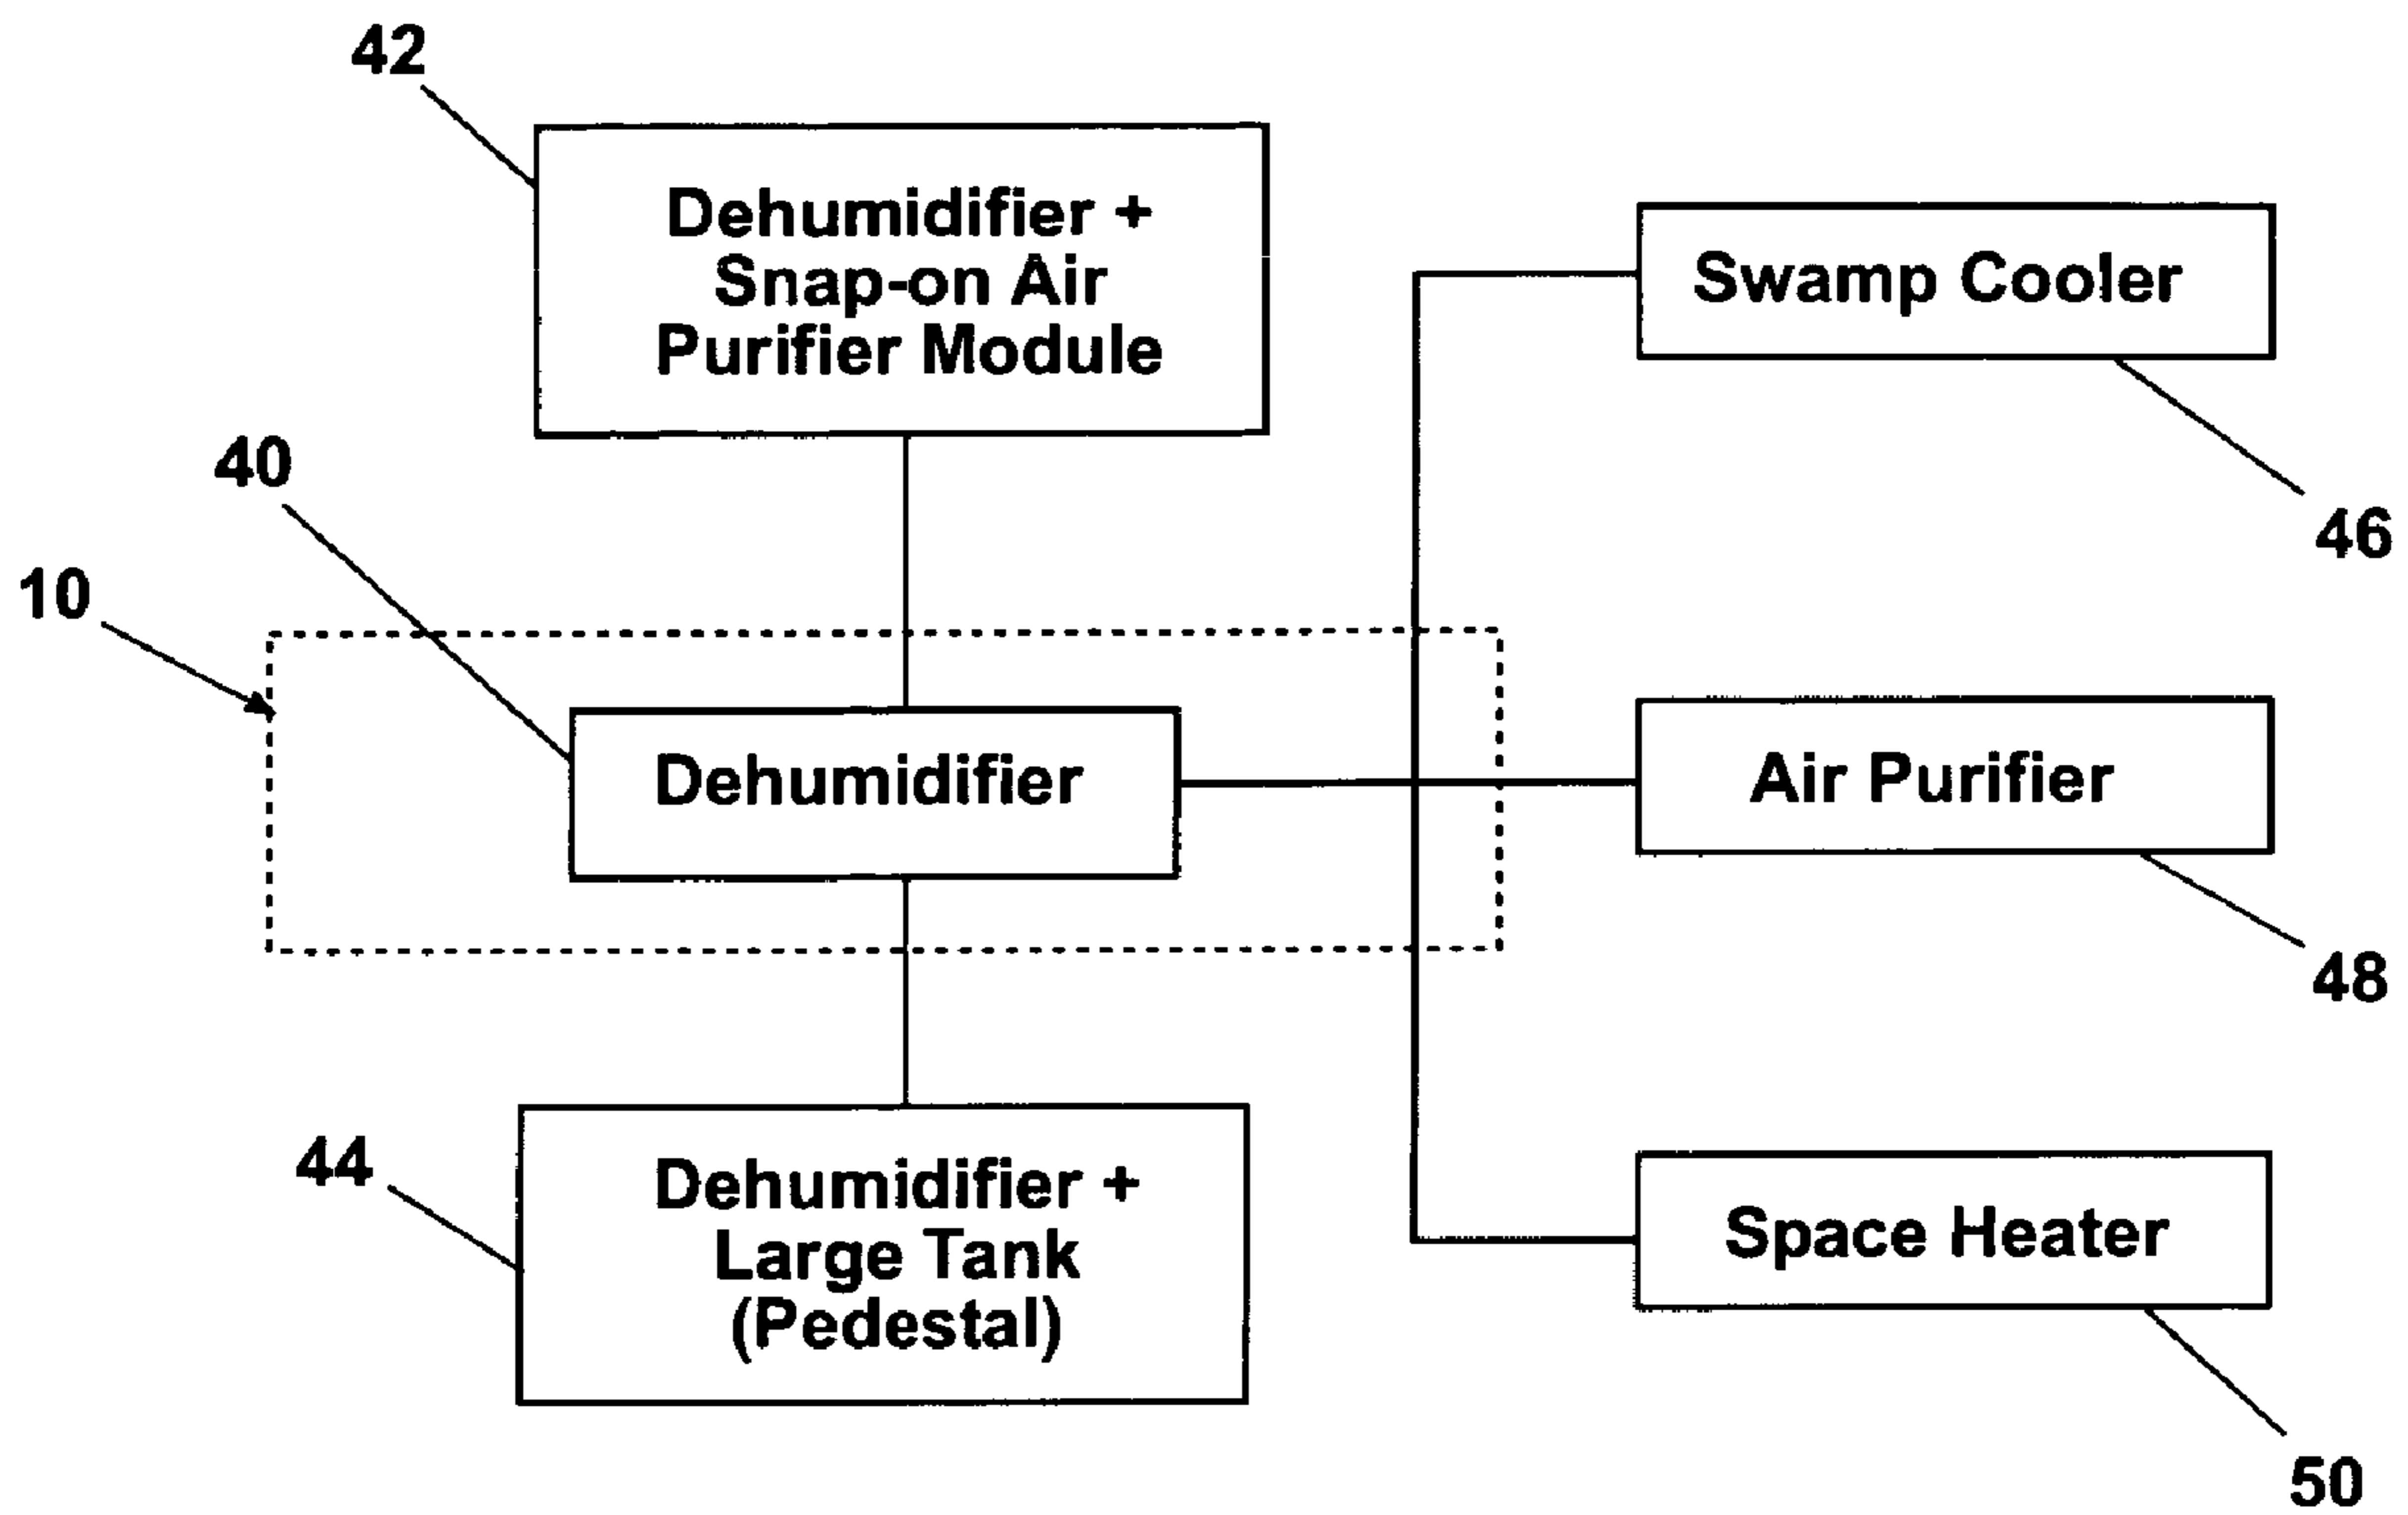 42
Dehumidifier +
Snap-on Air
Purifier Module
Swamp Cooler
46
40
10
Dehumidifier
Air Purifier
48
44
Dehumidifier +
Large Tank
(Pedestal)
Space Heater
50